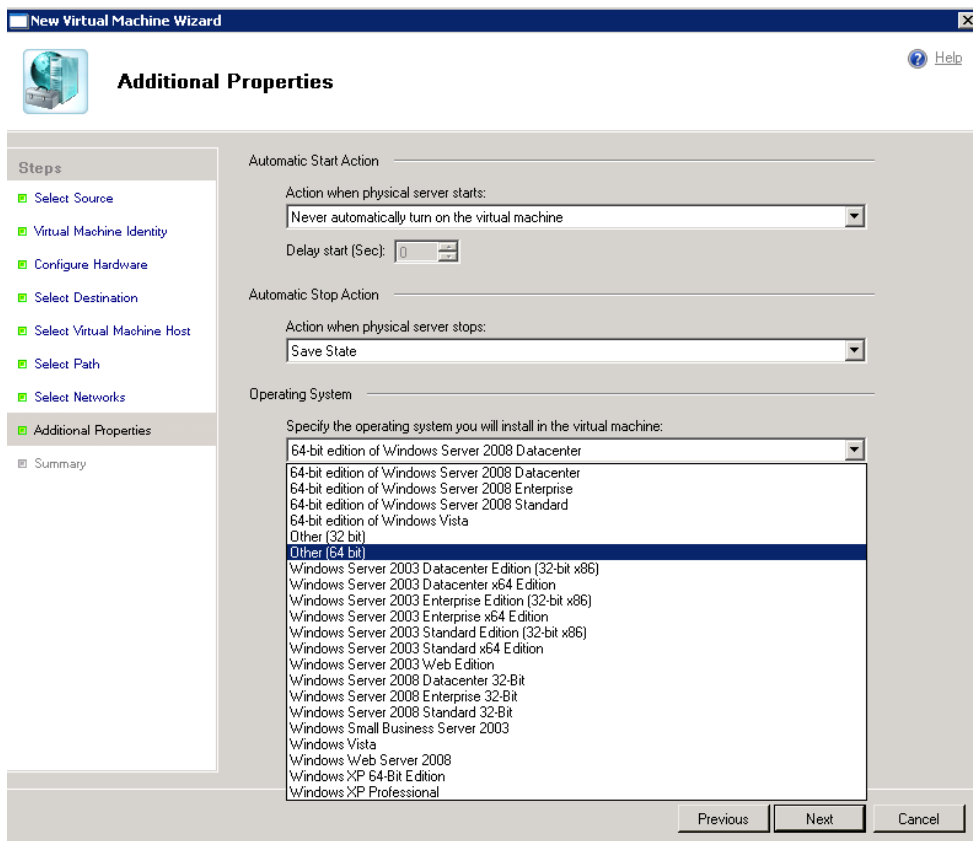 New Virtual Machine Wizard
Additional Properties
Help
Steps
Select Source
Virtual Machine Identity
Configure Hardware
Select Destination
Select Virtual Machine Host
Select Path
Select Networks
Additional Properties
Summary
Automatic Start Action
Action when physical server starts:
Never automatically turn on the virtual machine
Delay start (Sec): 0
Automatic Stop Action
Action when physical server stops:
Save State
Operating System
Specify the operating system you will install in the virtual machine:
64-bit edition of Windows Server 2008 Datacenter
64-bit edition of Windows Server 2008 Datacenter
64-bit edition of Windows Server 2008 Enterprise
64-bit edition of Windows Server 2008 Standard
64-bit edition of Windows Vista
Other (32 bit)
Other (64 bit)
Windows Server 2003 Datacenter Edition (32-bit x86)
Windows Server 2003 Datacenter x64 Edition
Windows Server 2003 Enterprise Edition (32-bit x86)
Windows Server 2003 Enterprise x64 Edition
Windows Server 2003 Standard Edition (32-bit x86)
Windows Server 2003 Standard x64 Edition
Windows Server 2003 Web Edition
Windows Server 2008 Datacenter 32-Bit
Windows Server 2008 Enterprise 32-Bit
Windows Server 2008 Standard 32-Bit
Windows Small Business Server 2003
Windows Vista
Windows Web Server 2008
Windows XP 64-Bit Edition
Windows XP Professional
Previous Next Cancel